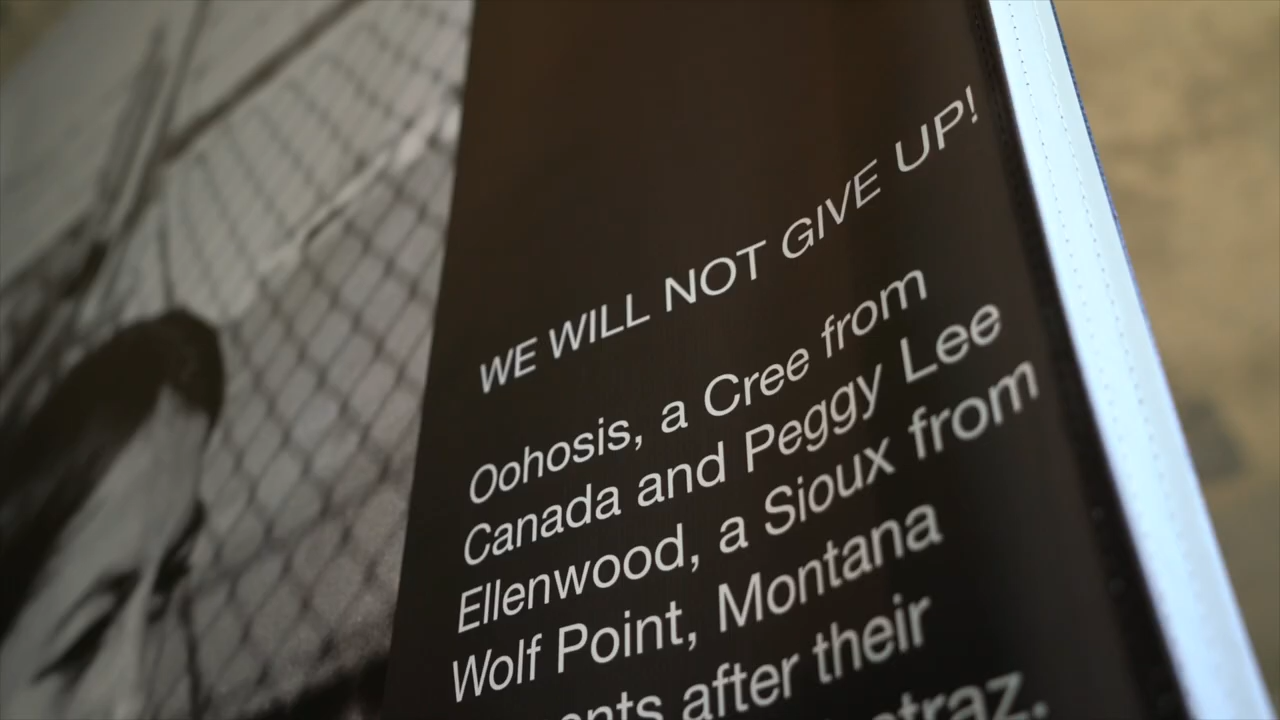 WE WILL NOT GIVE UP!
Oohosis, a Cree from
Canada and Peggy Lee
Ellenwood, a Sioux from
Wolf Point, Montana
after their